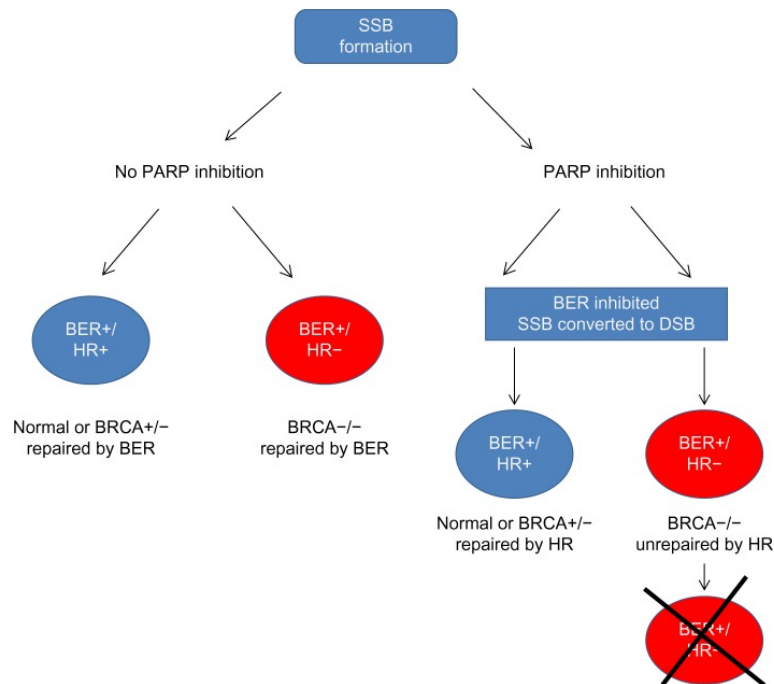 SSB
formation
No PARP inhibition
PARP inhibition
BER+/
HR+
BER+/
HR−
BER inhibited
SSB converted to DSB
Normal or BRCA+/−
repaired by BER
BRCA−/−
repaired by BER
BER+/
HR+
BER+/
HR−
Normal or BRCA+/−
repaired by HR
BRCA−/−
unrepaired by HR
BER+/
HR−